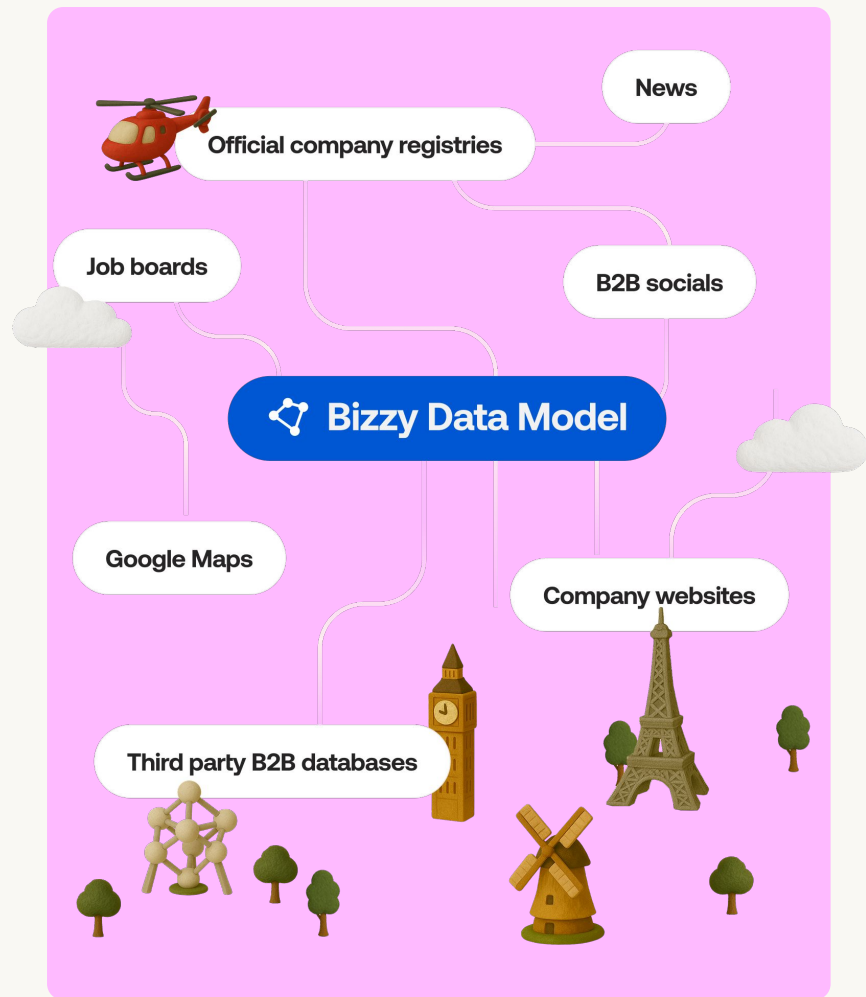 News
Official company registries
Job boards
B2B socials
Bizzy Data Model
Google Maps
Company websites
Third party B2B databases